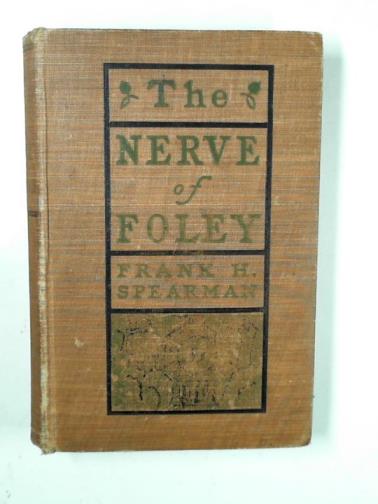 The
NERVE
of
FOLEY
FRANK H.
SPEARMAN